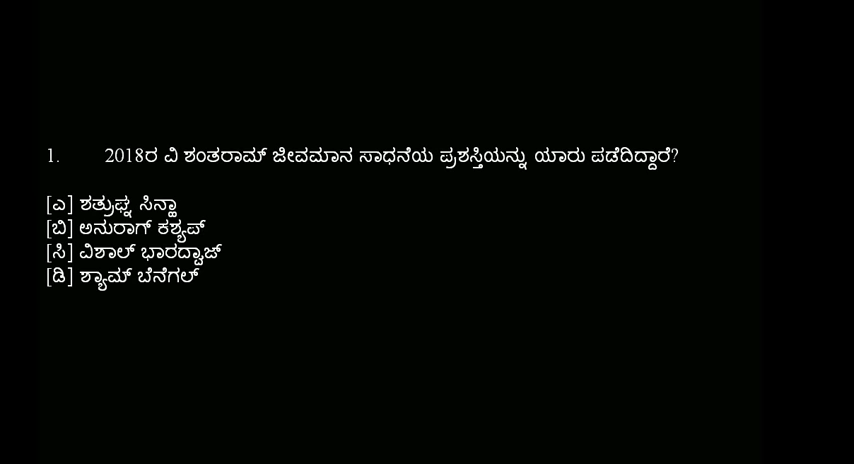 1. 2018ರ ವಿ ಶಂತರಾಮ್ ಜೀವಮಾನ ಸಾಧನೆಯ ಪ್ರಶಸ್ತಿಯನ್ನು ಯಾರು ಪಡೆದಿದ್ದಾರೆ?
[ಎ] ಶತ್ರುಘ್ನ ಸಿನ್ಹಾ
[ಬಿ] ಅನುರಾಗ್ ಕಶ್ಯಪ್
[ಸಿ] ವಿಶಾಲ್ ಭಾರದ್ವಾಜ್
[ಡಿ] ಶ್ಯಾಮ್ ಬೆನೆಗಲ್